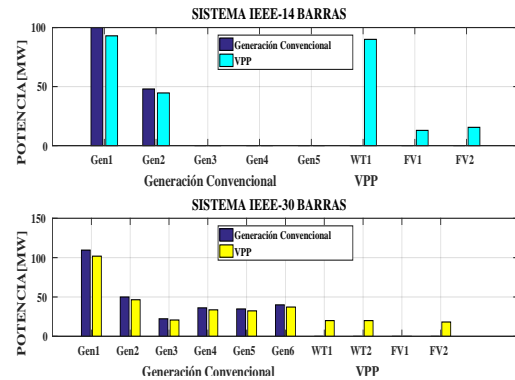 SISTEMA IEEE-14 BARRAS
POTENCIA[MW]
100
50
0
Generación Convencional
VPP
Gen1 Gen2 Gen3 Gen4 Gen5 WT1 FV1 FV2
Generación Convencional VPP
SISTEMA IEEE-30 BARRAS
POTENCIA[MW]
150
100
50
0
Generación Convencional
VPP
Gen1 Gen2 Gen3 Gen4 Gen5 Gen6 WT1 WT2 FV1 FV2
Generación Convencional VPP